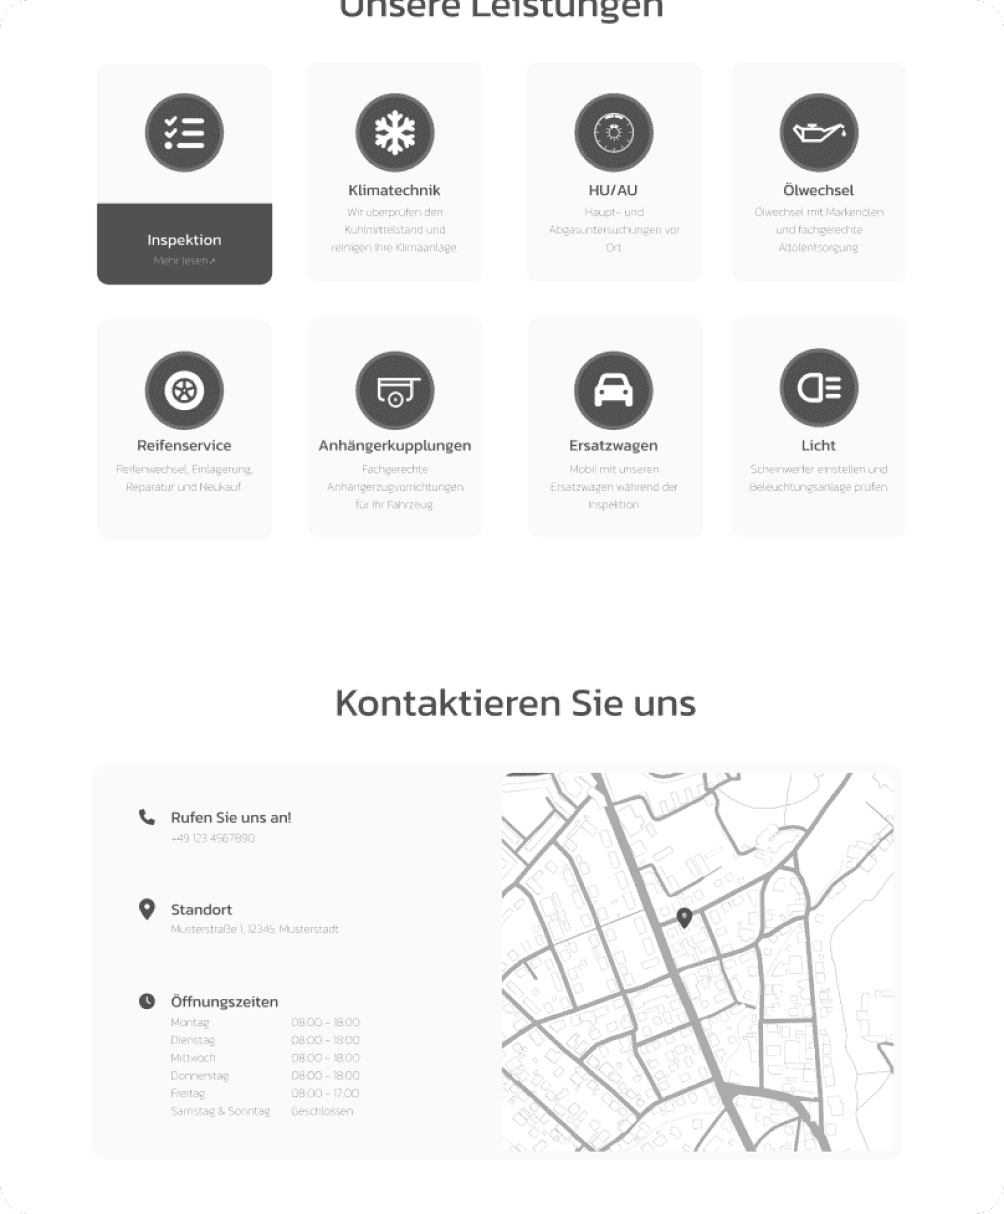 Unsere Leistungen
Inspektion
Mehr lesen↗
Klimatechnik
Wir überprüfen den
Kühlmittelstand und
reinigen Ihre Klimaanlage
HU/AU
Haupt- und
Abgasuntersuchungen vor
Ort
Ölwechsel
Ölwechsel mit Markenölen
und fachgerechte
Altölentsorgung
Reifenservice
Reifenwechsel, Einlagerung,
Reparatur und Neukauf
Anhängerkupplungen
Fachgerechte
Anhängerzugvorrichtungen
für Ihr Fahrzeug
Ersatzwagen
Mobil mit unseren
Ersatzwagen während der
Inspektion
Licht
Scheinwerfer einstellen und
Beleuchtungsanlage prüfen
Kontaktieren Sie uns
Rufen Sie uns an!
+49 123 4567890
Standort
Musterstraße 1, 12345, Musterstadt
Öffnungszeiten
Montag 08:00 - 18:00
Dienstag 08:00 - 18:00
Mittwoch 08:00 - 18:00
Donnerstag 08:00 - 18:00
Freitag 08:00 - 17:00
Samstag & Sonntag Geschlossen